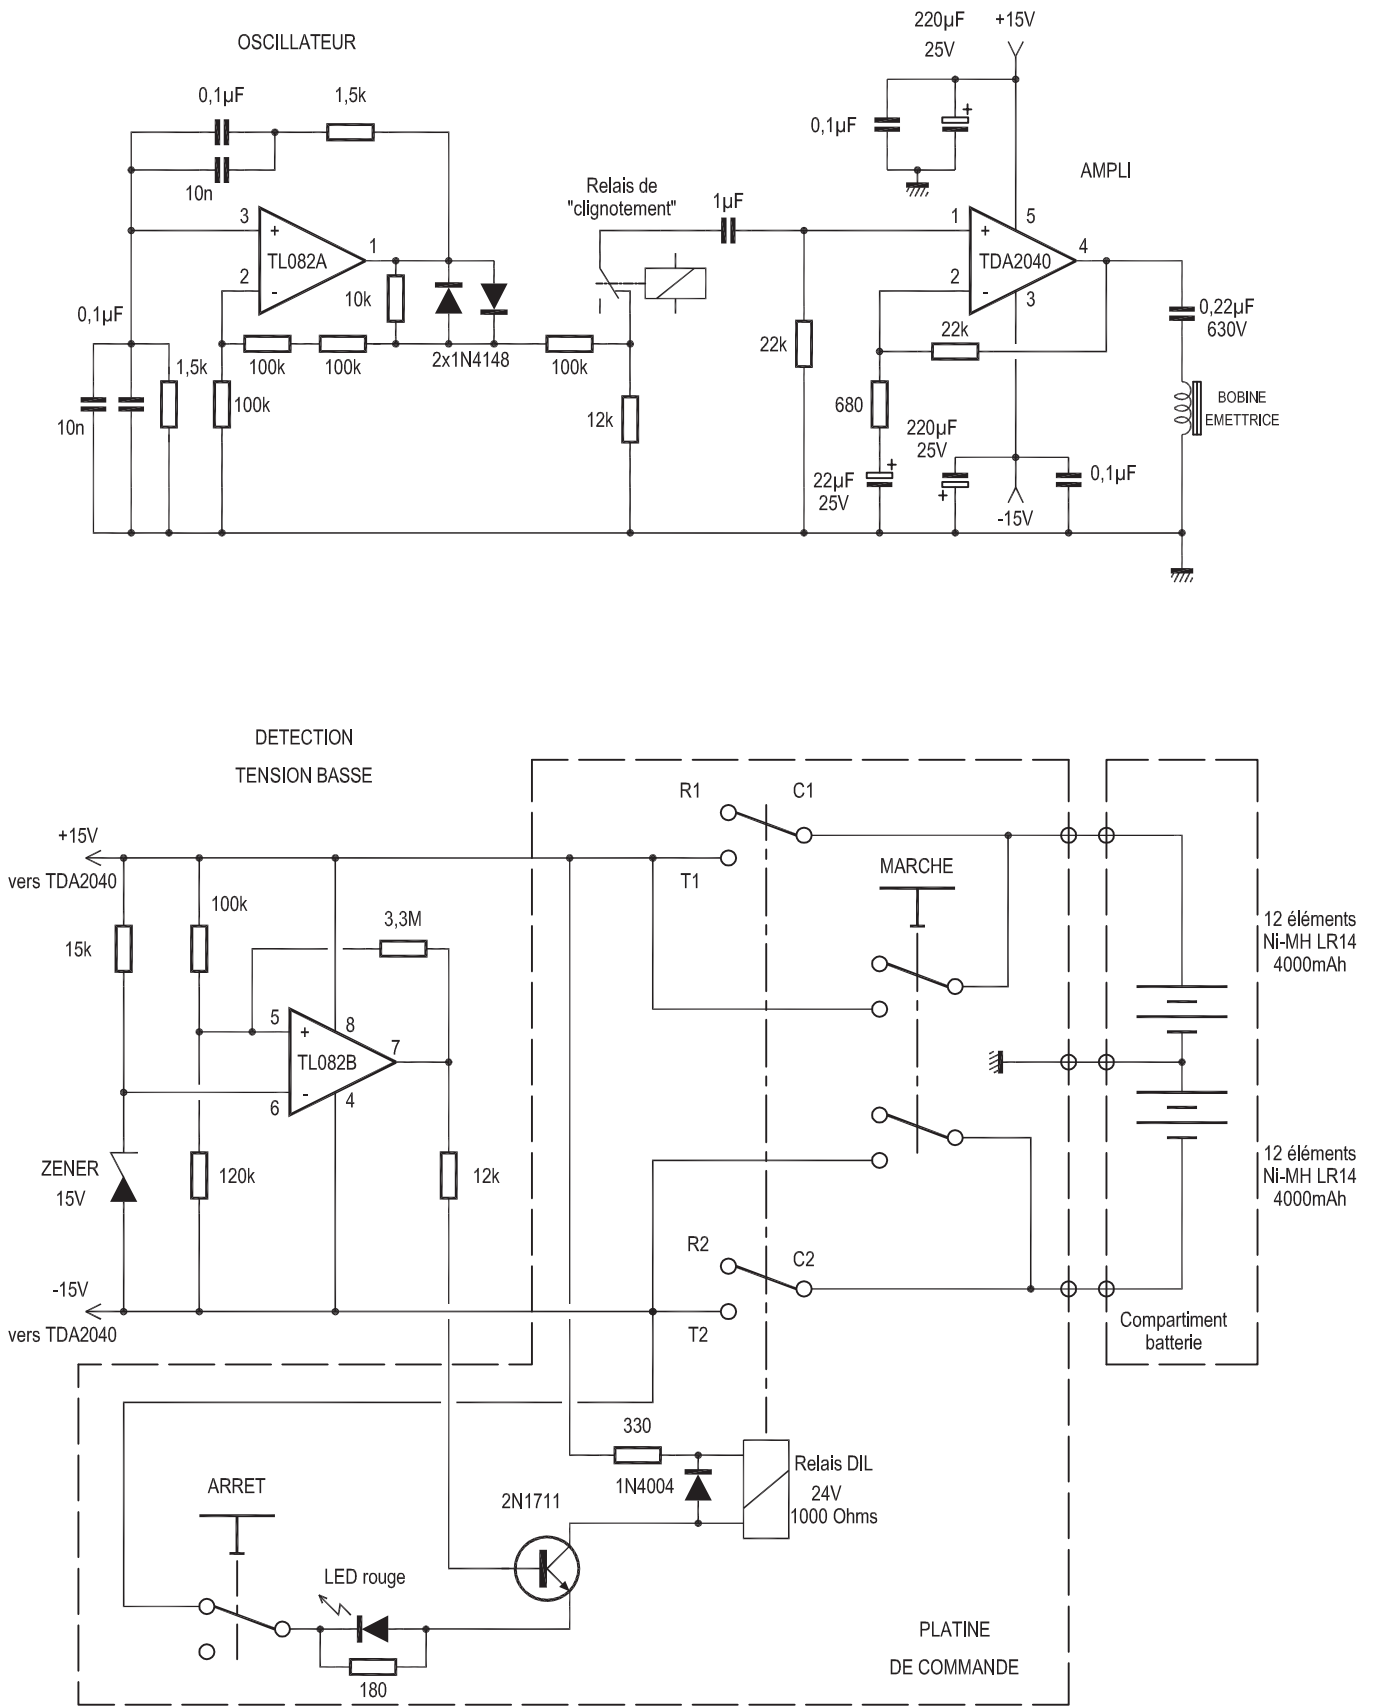 OSCILLATEUR
0,1µF
1,5k
10n
3
+
TL082A
1
2
-
10k
0,1µF
1,5k
10n
100k
100k
100k
2x1N4148
100k
12k
Relais de
"clignotement"
1µF
22k
220µF
25V
+15V
0,1µF
+
AMPLI
1
+
5
TDA2040
4
2
-
3
22k
680
22µF
25V
+
220µF
25V
+
-15V
0,1µF
0,22µF
630V
BOBINE
EMETTRICE
DETECTION
TENSION BASSE
+15V
vers TDA2040
15k
100k
3,3M
5
+
8
TL082B
7
6
-
4
ZENER
15V
120k
12k
-15V
vers TDA2040
R1
C1
T1
MARCHE
R2
C2
T2
12 éléments
Ni-MH LR14
4000mAh
12 éléments
Ni-MH LR14
4000mAh
Compartiment
batterie
330
1N4004
Relais DIL
24V
1000 Ohms
2N1711
ARRET
LED rouge
180
PLATINE
DE COMMANDE